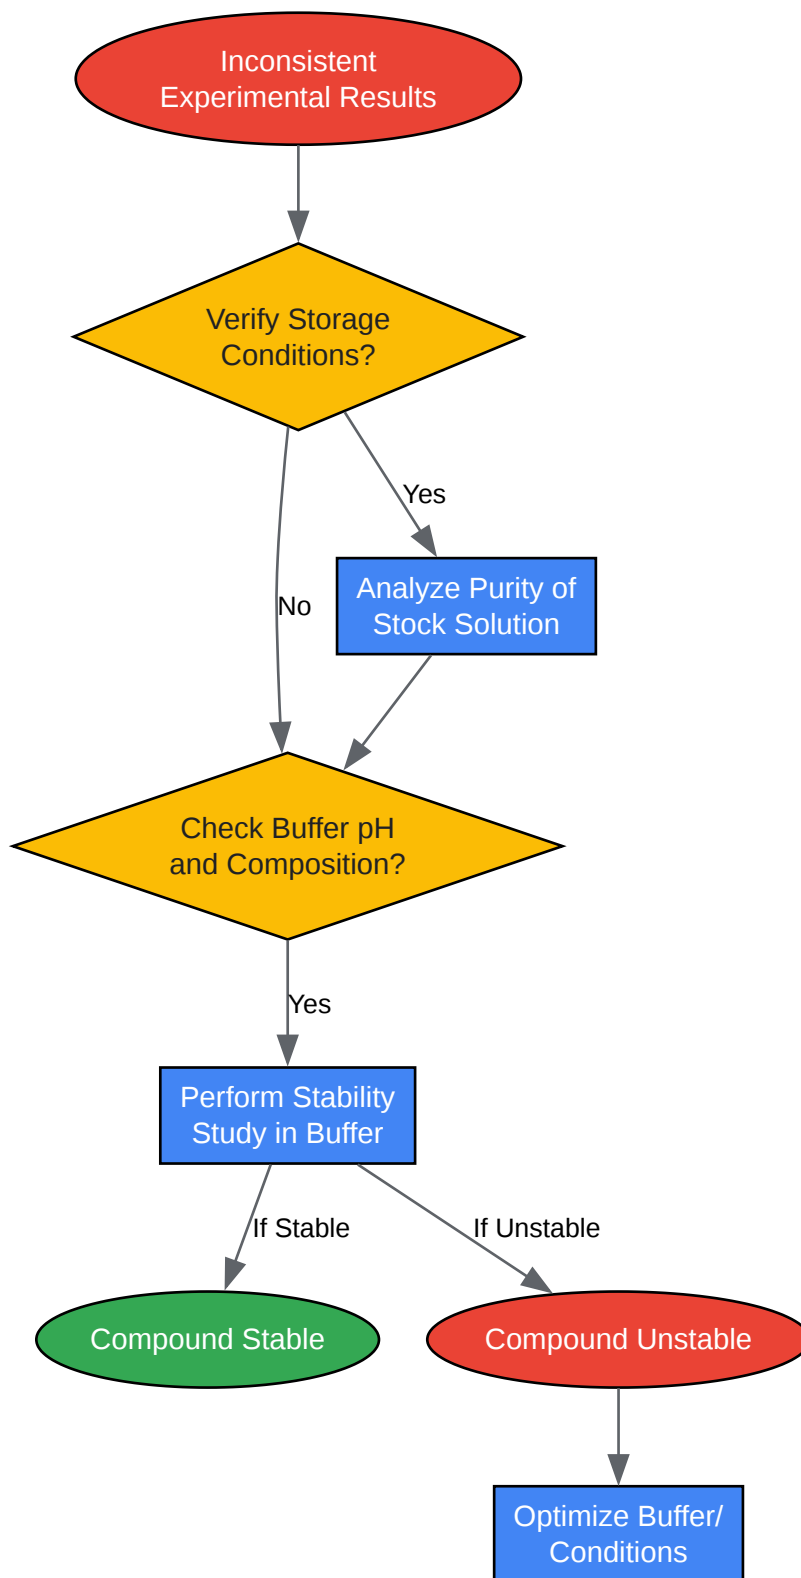 Inconsistent
Experimental Results
Verify Storage
Conditions?
Yes
Analyze Purity of
Stock Solution
No
Check Buffer pH
and Composition?
Yes
Perform Stability
Study in Buffer
If Stable
If Unstable
Compound Stable
Compound Unstable
Optimize Buffer/
Conditions